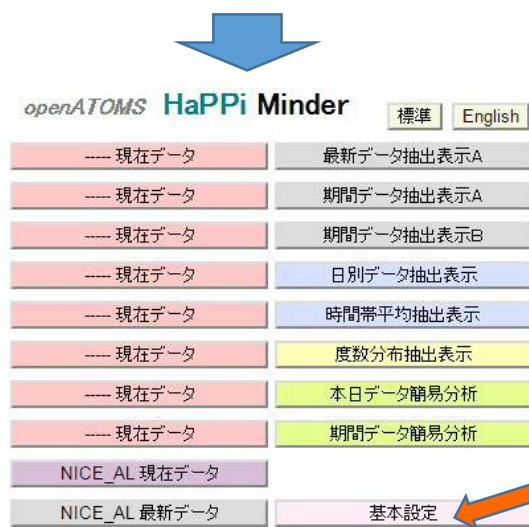 openATOMS HaPPi Minder 標準 English
----- 現在データ 最新データ抽出表示A
----- 現在データ 期間データ抽出表示A
----- 現在データ 期間データ抽出表示B
----- 現在データ 日別データ抽出表示
----- 現在データ 時間帯平均抽出表示
----- 現在データ 度数分布抽出表示
----- 現在データ 本日データ簡易分析
----- 現在データ 期間データ簡易分析
NICE_AL 現在データ
NICE_AL 最新データ 基本設定